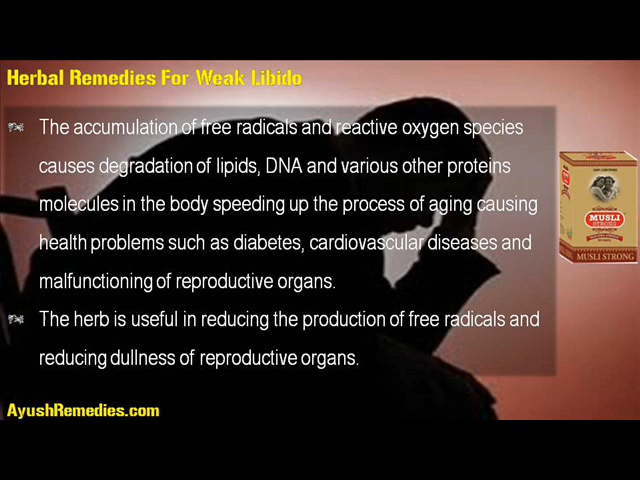 Herbal Remedies For Weak Libido
The accumulation of free radicals and reactive oxygen species
causes degradation of lipids, DNA and various other proteins
molecules in the body speeding up the process of aging causing
health problems such as diabetes, cardiovascular diseases and
malfunctioning of reproductive organs.
The herb is useful in reducing the production of free radicals and
reducing dullness of reproductive organs.
MUSLI
STRONG
MUSLI STRONG
AyushRemedies.com